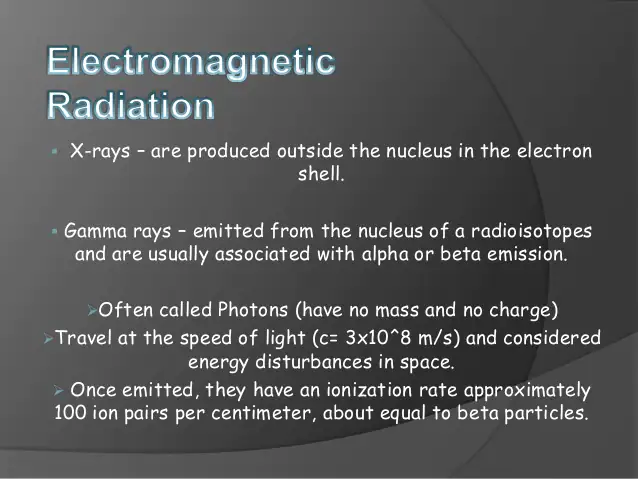 Electromagnetic
Radiation
▪ X-rays – are produced outside the nucleus in the electron
shell.
▪ Gamma rays – emitted from the nucleus of a radioisotopes
and are usually associated with alpha or beta emission.
➢Often called Photons (have no mass and no charge)
➢Travel at the speed of light (c= 3x10^8 m/s) and considered
energy disturbances in space.
➢ Once emitted, they have an ionization rate approximately
100 ion pairs per centimeter, about equal to beta particles.